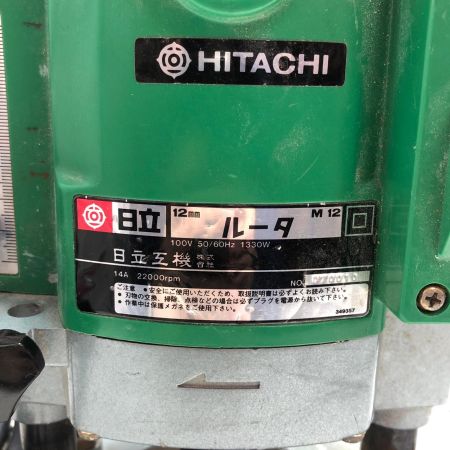 HITACHI
日立 12mm ルータ M 12
100V 50/60Hz 1330W
日立工機 株式会社
14A 22000rpm NO.
ご注意 ●安全にご使用いただくため、取扱説明書は必ずよくお読み下さい。
●刃物の交換、掃除、点検などの場合は必ずプラグを電源から抜いて下さい。
●作業中は保護メガネをご使用下さい。
349357